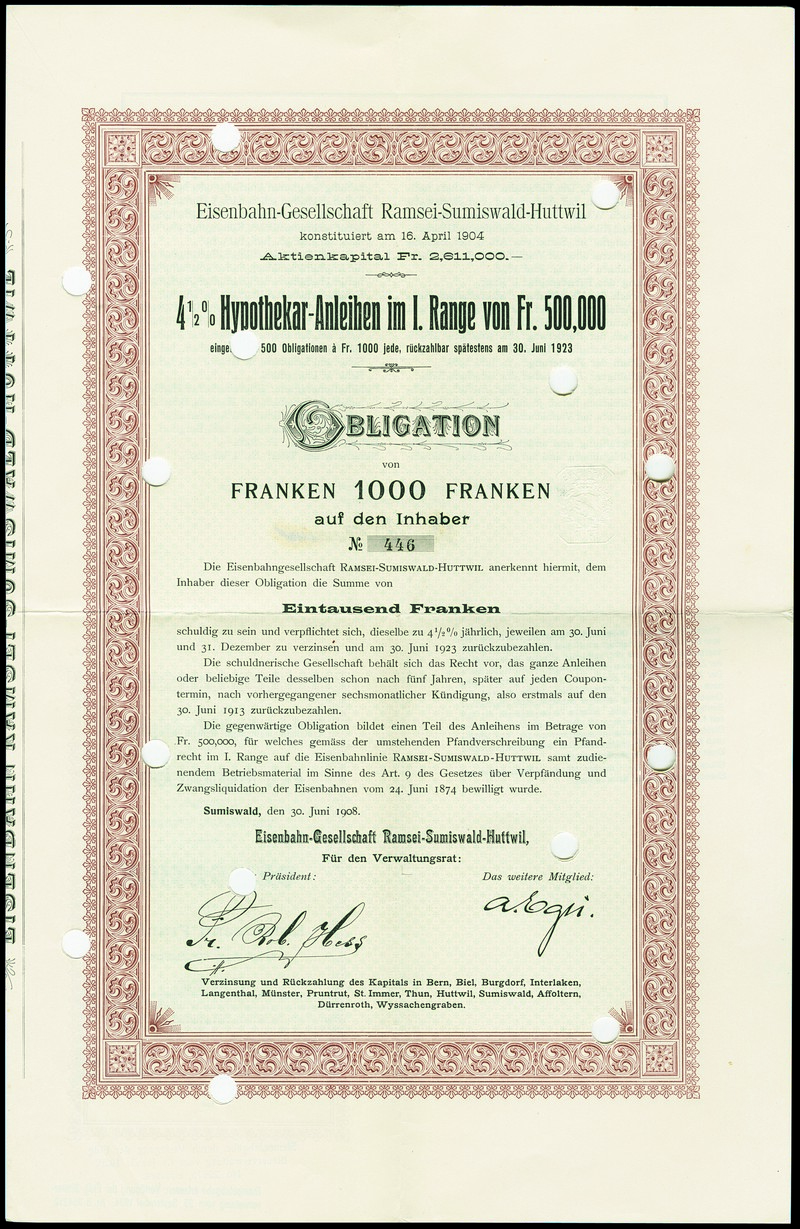 Eisenbahn-Gesellschaft Ramsei-Sumiswald-Huttwil
konstituiert am 16. April 1904
Aktienkapital Fr. 2,611,000.—
4½% Hypothekar-Anleihen im I. Range von Fr. 500,000
500 Obligationen à Fr. 1000 jede, rückzahlbar spätestens am 30. Juni 1923
OBLIGATION
von
FRANKEN 1000 FRANKEN
auf den Inhaber
№ 446
Die Eisenbahngesellschaft RAMSEI-SUMISWALD-HUTTWIL anerkennt hiermit, dem
Inhaber dieser Obligation die Summe von
Eintausend Franken
schuldig zu sein und verpflichtet sich, dieselbe zu 4½% jährlich, jeweilen am 30. Juni
und 31. Dezember zu verzinsen und am 30. Juni 1923 zurückzubezahlen.
Die schuldnerische Gesellschaft behält sich das Recht vor, das ganze Anleihen
oder beliebige Teile desselben schon nach fünf Jahren, später auf jeden Coupon-
termin, nach vorhergegangener sechsmonatlicher Kündigung, also erstmals auf den
30. Juni 1913 zurückzubezahlen.
Die gegenwärtige Obligation bildet einen Teil des Anleihens im Betrage von
Fr. 500,000, für welches gemäss der umstehenden Pfandverschreibung ein Pfand-
recht im I. Range auf die Eisenbahnlinie RAMSEI-SUMISWALD-HUTTWIL samt zudie-
nendem Betriebsmaterial im Sinne des Art. 9 des Gesetzes über Verpfändung und
Zwangsliquidation der Eisenbahnen vom 24. Juni 1874 bewilligt wurde.
Sumiswald, den 30. Juni 1908.
Eisenbahn-Gesellschaft Ramsei-Sumiswald-Huttwil,
Für den Verwaltungsrat:
Präsident: Das weitere Mitglied:
Fr. Rob. Hess
Verzinsung und Rückzahlung des Kapitals in Bern, Biel, Burgdorf, Interlaken,
Langenthal, Münster, Pruntrut, St. Immer, Thun, Huttwil, Sumiswald, Affoltern,
Dürrenroth, Wyssachengraben.